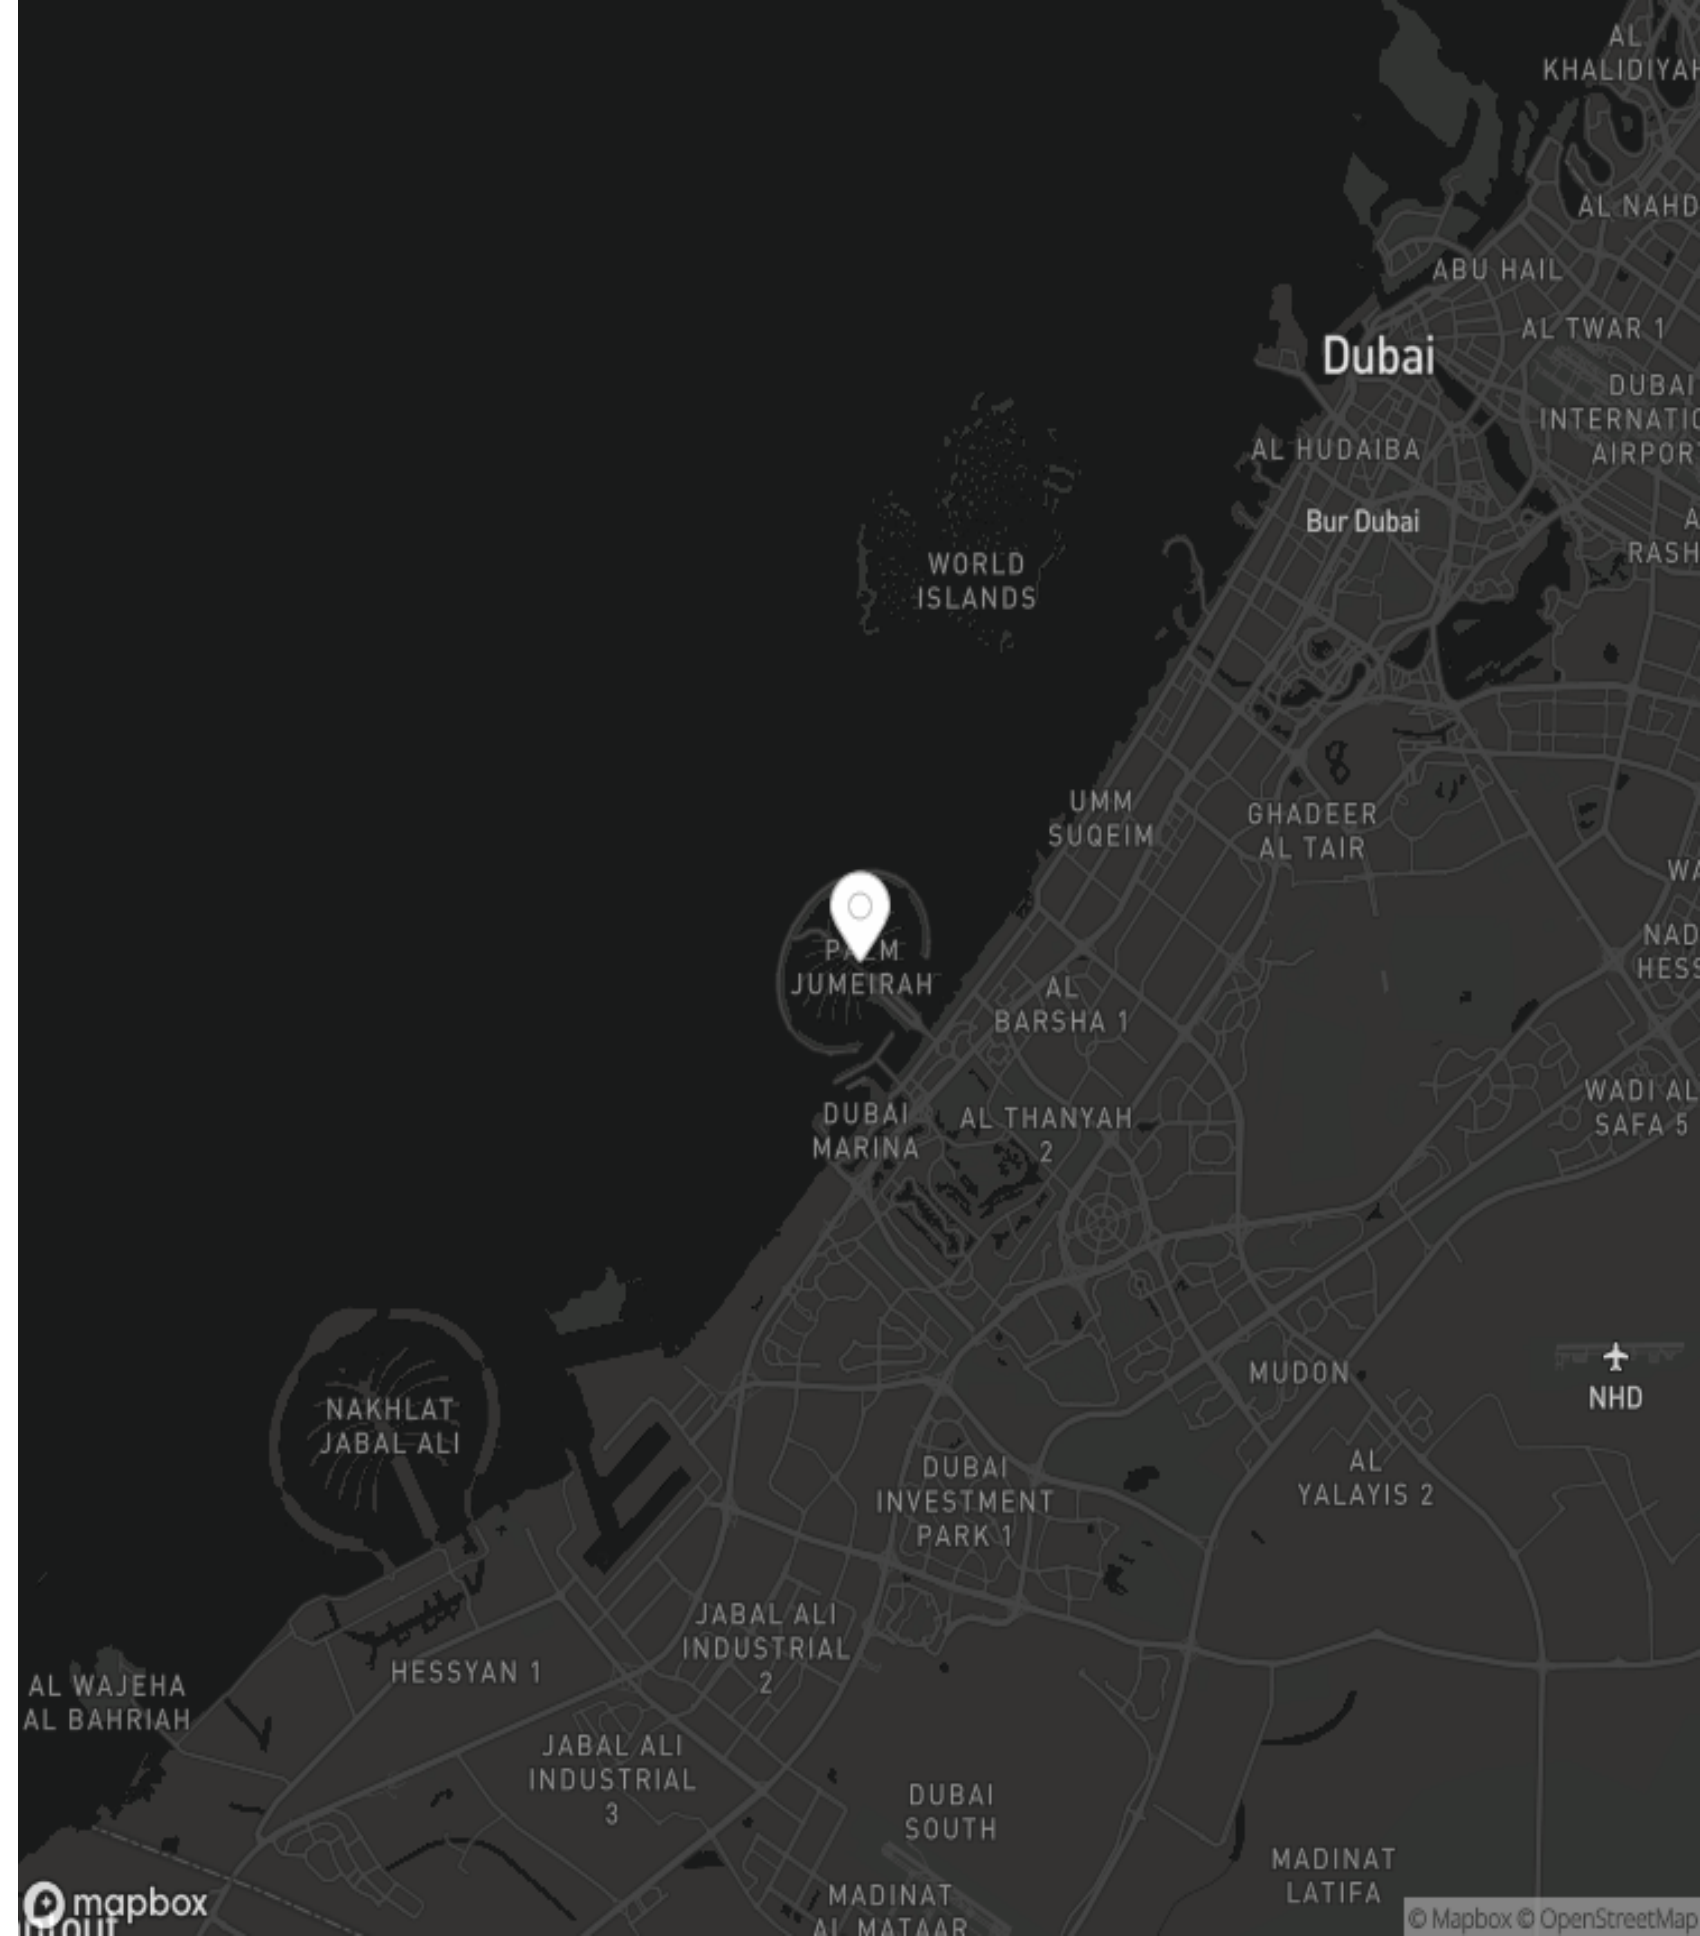 AL
KHALIDIYAH
AL NAHD
ABU HAIL
AL TWAR 1
Dubai
DUBAI
INTERNATIO
AIRPOR
AL HUDAIBA
Bur Dubai
A
RASH
WORLD
ISLANDS
UMM
SUQEIM
GHADEER
AL TAIR
WA
NAD
HESS
PALM
JUMEIRAH
AL
BARSHA 1
WADI AL
SAFA 5
DUBAI
MARINA
AL THANYAH
2
MUDON
NHD
NAKHLAT
JABAL ALI
AL
YALAYIS 2
DUBAI
INVESTMENT
PARK 1
JABAL ALI
INDUSTRIAL
2
HESSYAN 1
AL WAJEHA
AL BAHRIAH
JABAL ALI
INDUSTRIAL
3
DUBAI
SOUTH
MADINAT
LATIFA
MADINAT
AL MATAAR
mapbox
© Mapbox © OpenStreetMap